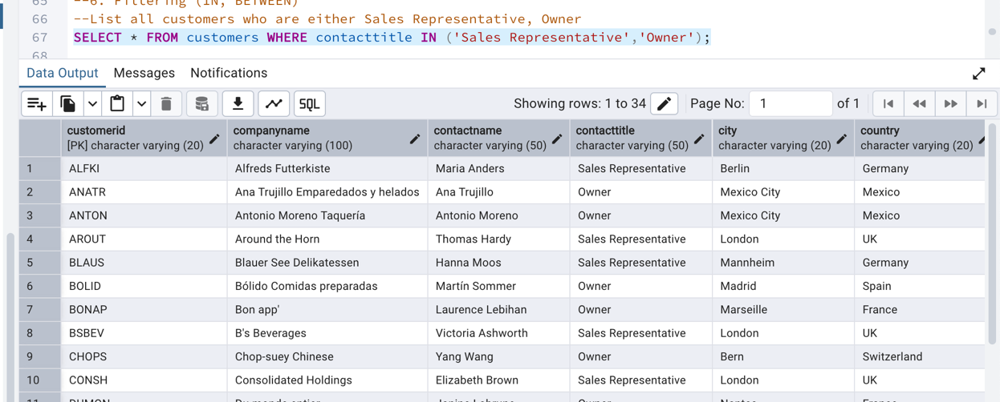 65 --6. Filtering (IN, BETWEEN)
66 --List all customers who are either Sales Representative, Owner
67 SELECT * FROM customers WHERE contacttitle IN ('Sales Representative','Owner');
68
Data Output Messages Notifications
SQL Showing rows: 1 to 34 Page No: 1 of 1
customerid companyname contactname contacttitle city country
[PK] character varying (20) character varying (100) character varying (50) character varying (50) character varying (20) character varying (20)
1 ALFKI Alfreds Futterkiste Maria Anders Sales Representative Berlin Germany
2 ANATR Ana Trujillo Emparedados y helados Ana Trujillo Owner Mexico City Mexico
3 ANTON Antonio Moreno Taquería Antonio Moreno Owner Mexico City Mexico
4 AROUT Around the Horn Thomas Hardy Sales Representative London UK
5 BLAUS Blauer See Delikatessen Hanna Moos Sales Representative Mannheim Germany
6 BOLID Bólido Comidas preparadas Martín Sommer Owner Madrid Spain
7 BONAP Bon app' Laurence Lebihan Owner Marseille France
8 BSBEV B's Beverages Victoria Ashworth Sales Representative London UK
9 CHOPS Chop-suey Chinese Yang Wang Owner Bern Switzerland
10 CONSH Consolidated Holdings Elizabeth Brown Sales Representative London UK